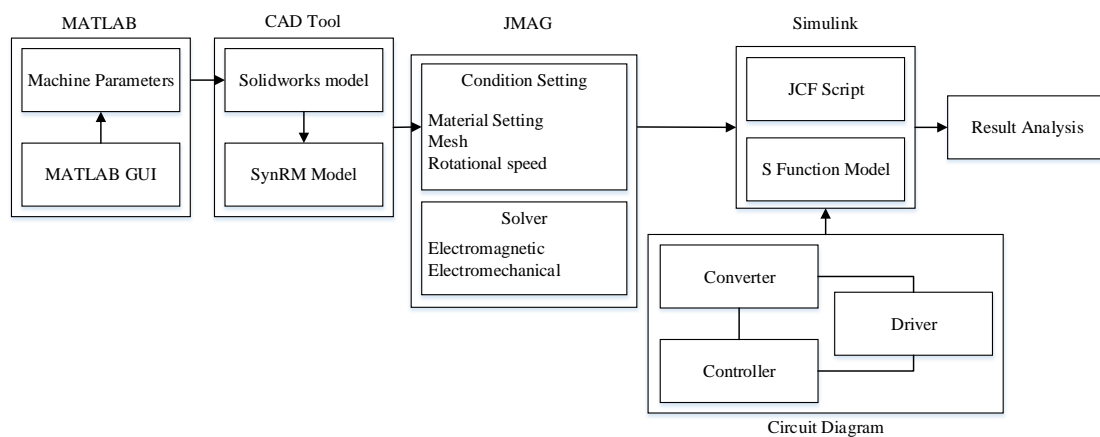 MATLAB
Machine Parameters
MATLAB GUI
CAD Tool
Solidworks model
SynRM Model
JMAG
Condition Setting
Material Setting
Mesh
Rotational speed
Solver
Electromagnetic
Electromechanical
Simulink
JCF Script
S Function Model
Result Analysis
Converter
Driver
Controller
Circuit Diagram